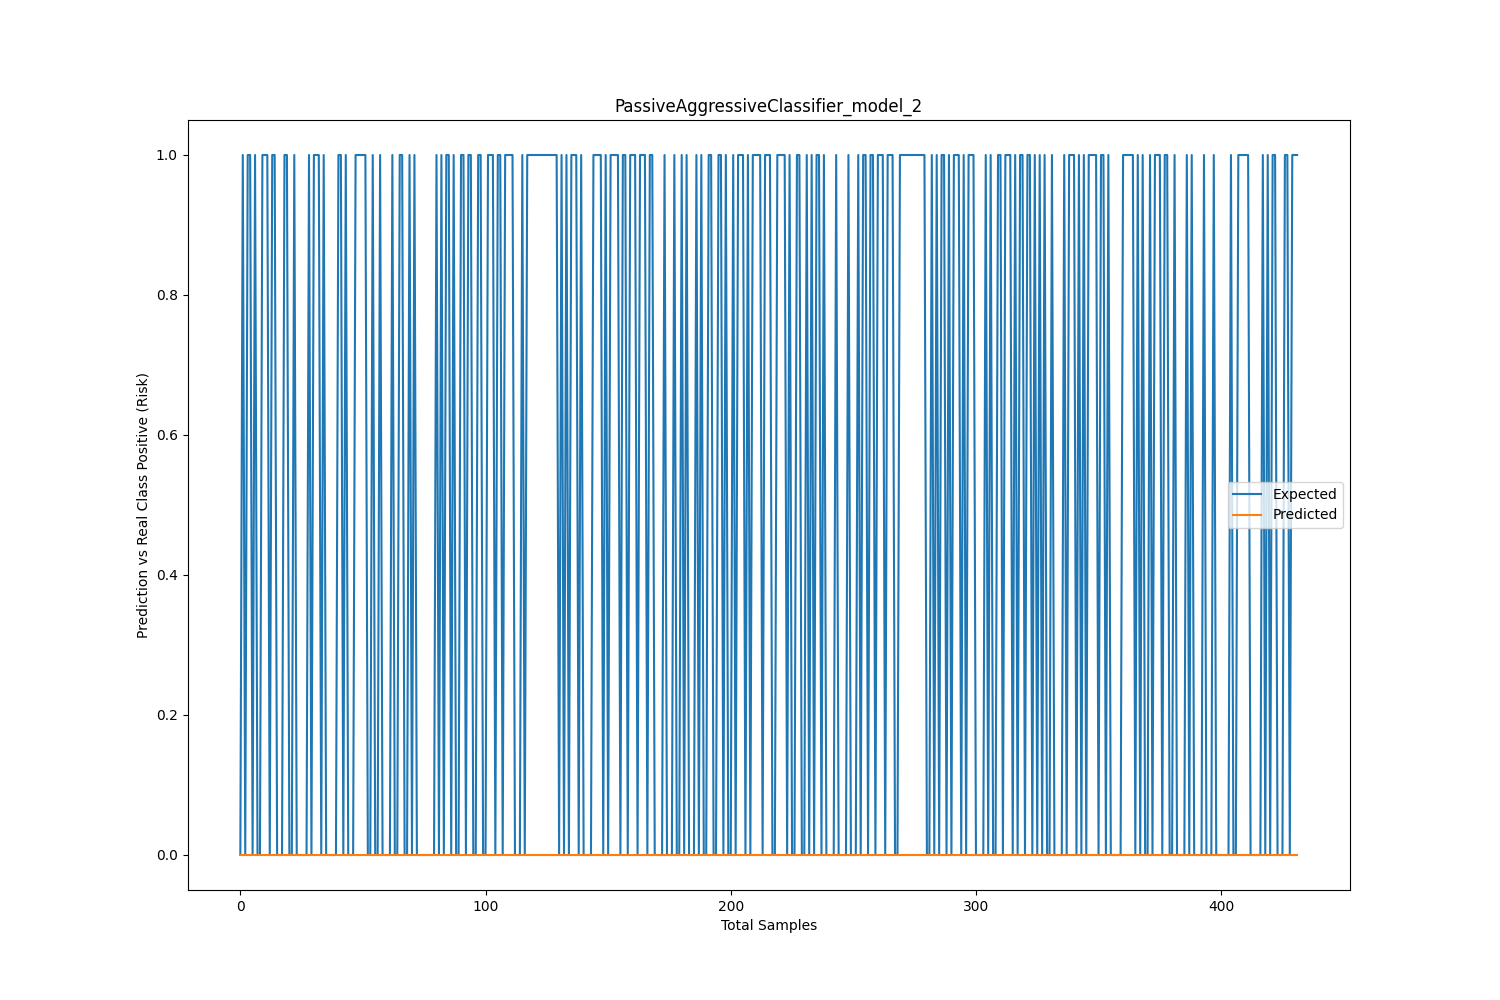 PassiveAggressiveClassifier_model_2
1.0
0.8
0.6
0.4
0.2
0.0
Prediction vs Real Class Positive (Risk)
Expected
Predicted
0
100
200
300
400
Total Samples